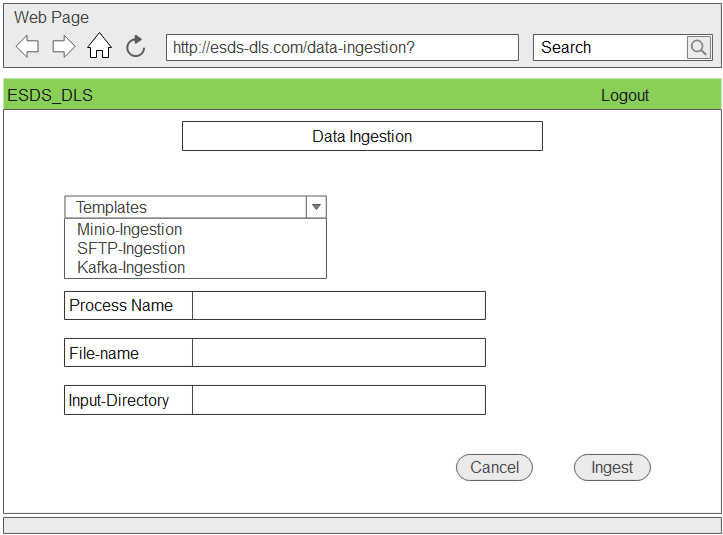 Web Page
http://esds-dls.com/data-ingestion?
Search
ESDS_DLS
Logout
Data Ingestion
Templates
Minio-Ingestion
SFTP-Ingestion
Kafka-Ingestion
Process Name
File-name
Input-Directory
Cancel
Ingest